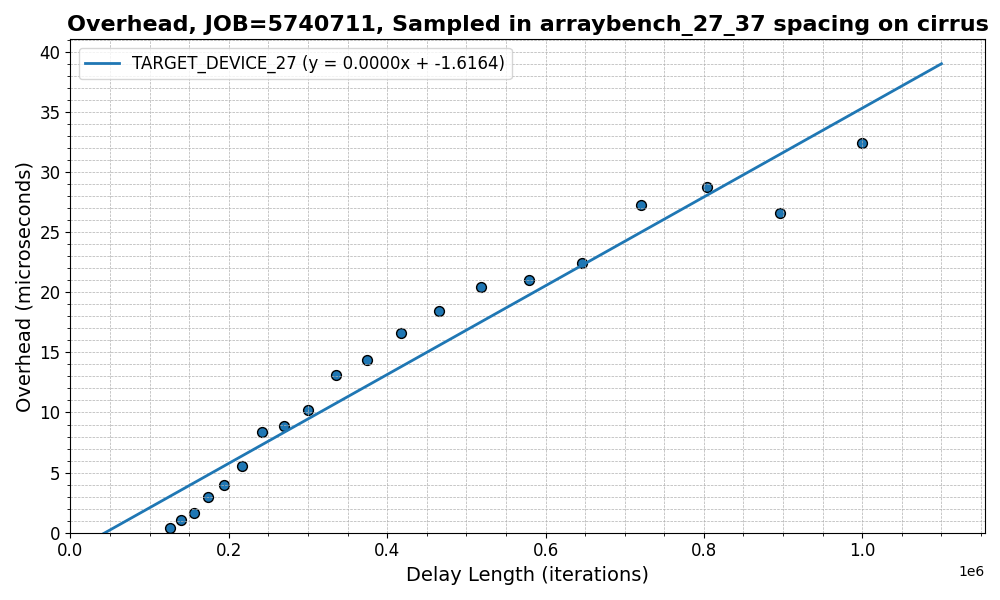 Overhead, JOB=5740711, Sampled in arraybench_27_37 spacing on cirrus
TARGET_DEVICE_27 (y = 0.0000x + -1.6164)
Overhead (microseconds)
40
35
30
25
20
15
10
5
0
0.0 0.2 0.4 0.6 0.8 1.0
1e6
Delay Length (iterations)